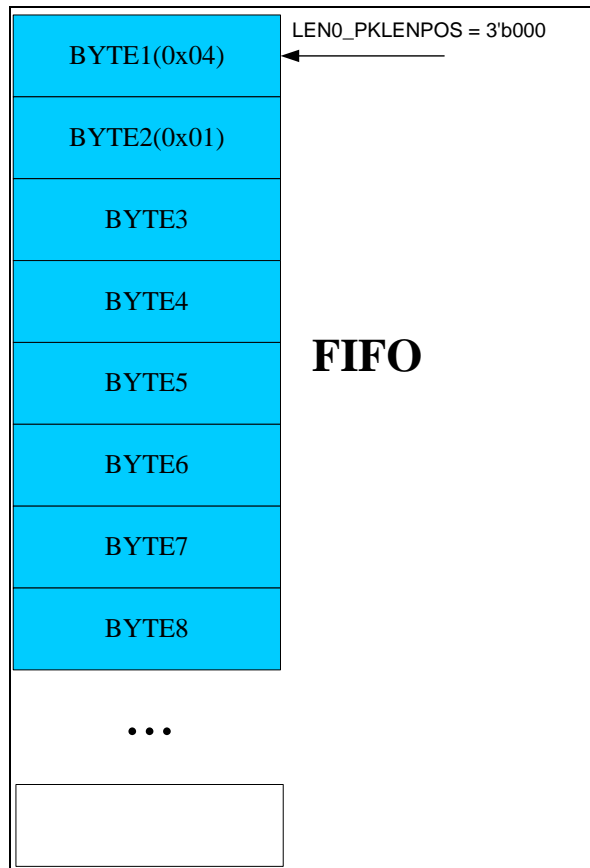 LEN0_PKLENPOS = 3'b000
BYTE1(0x04)
BYTE2(0x01)
BYTE3
BYTE4
FIFO
BYTE5
BYTE6
BYTE7
BYTE8
...